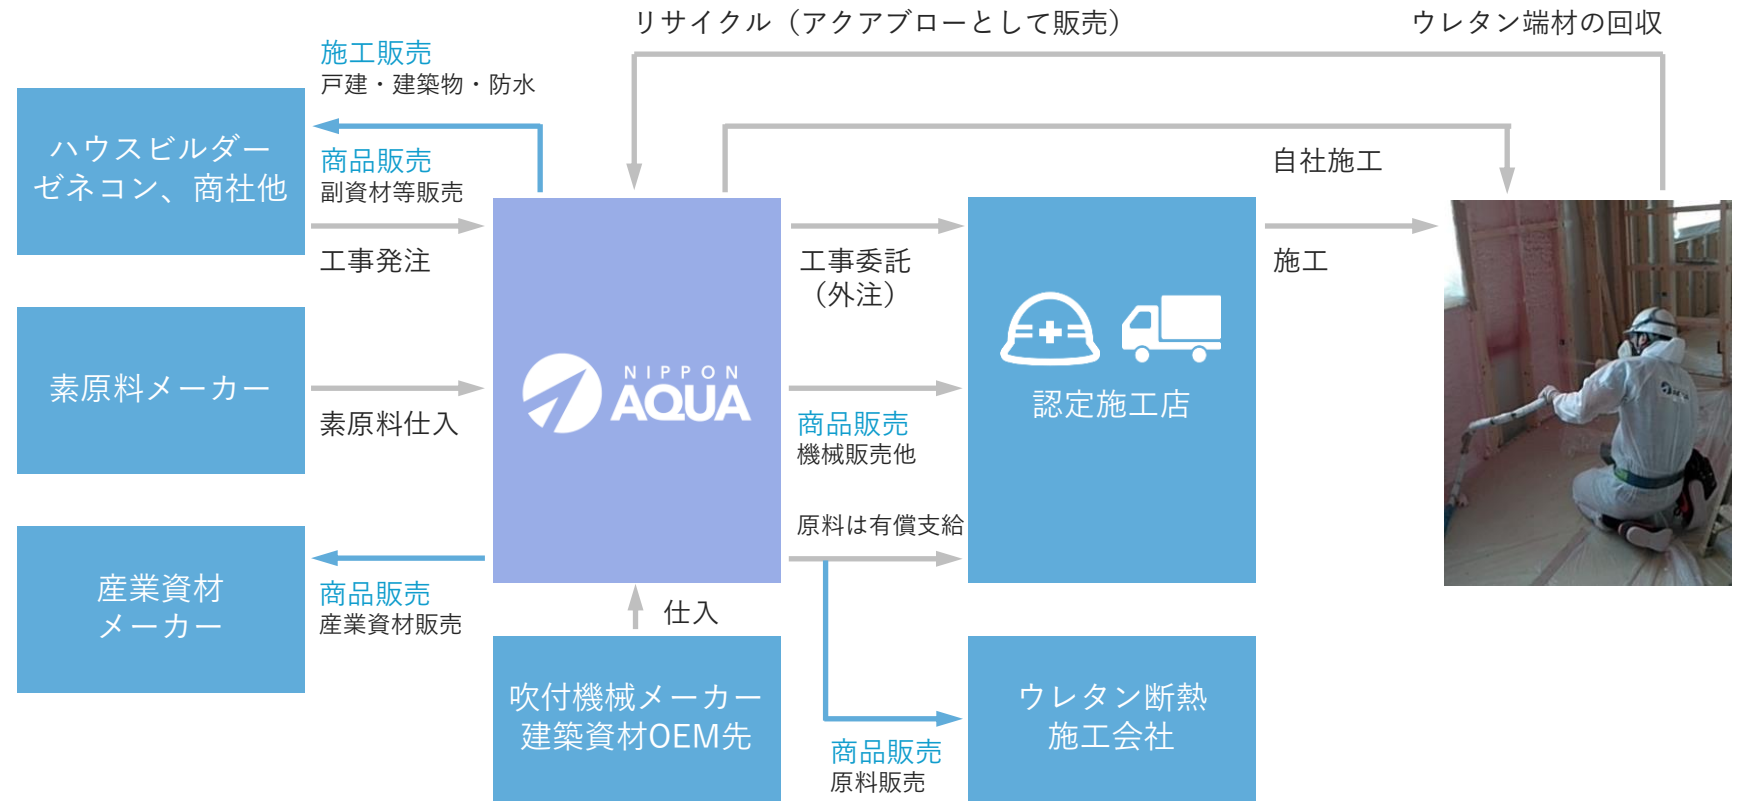 リサイクル（アクアブローとして販売）
ウレタン端材の回収
施工販売
戸建・建築物・防水
ハウスビルダー
ゼネコン、商社他
商品販売
副資材等販売
工事発注
自社施工
工事委託
（外注）
施工
素原料メーカー
素原料仕入
NIPPON
AQUA
商品販売
機械販売他
認定施工店
原料は有償支給
産業資材
メーカー
商品販売
産業資材販売
仕入
吹付機械メーカー
建築資材OEM先
商品販売
原料販売
ウレタン断熱
施工会社